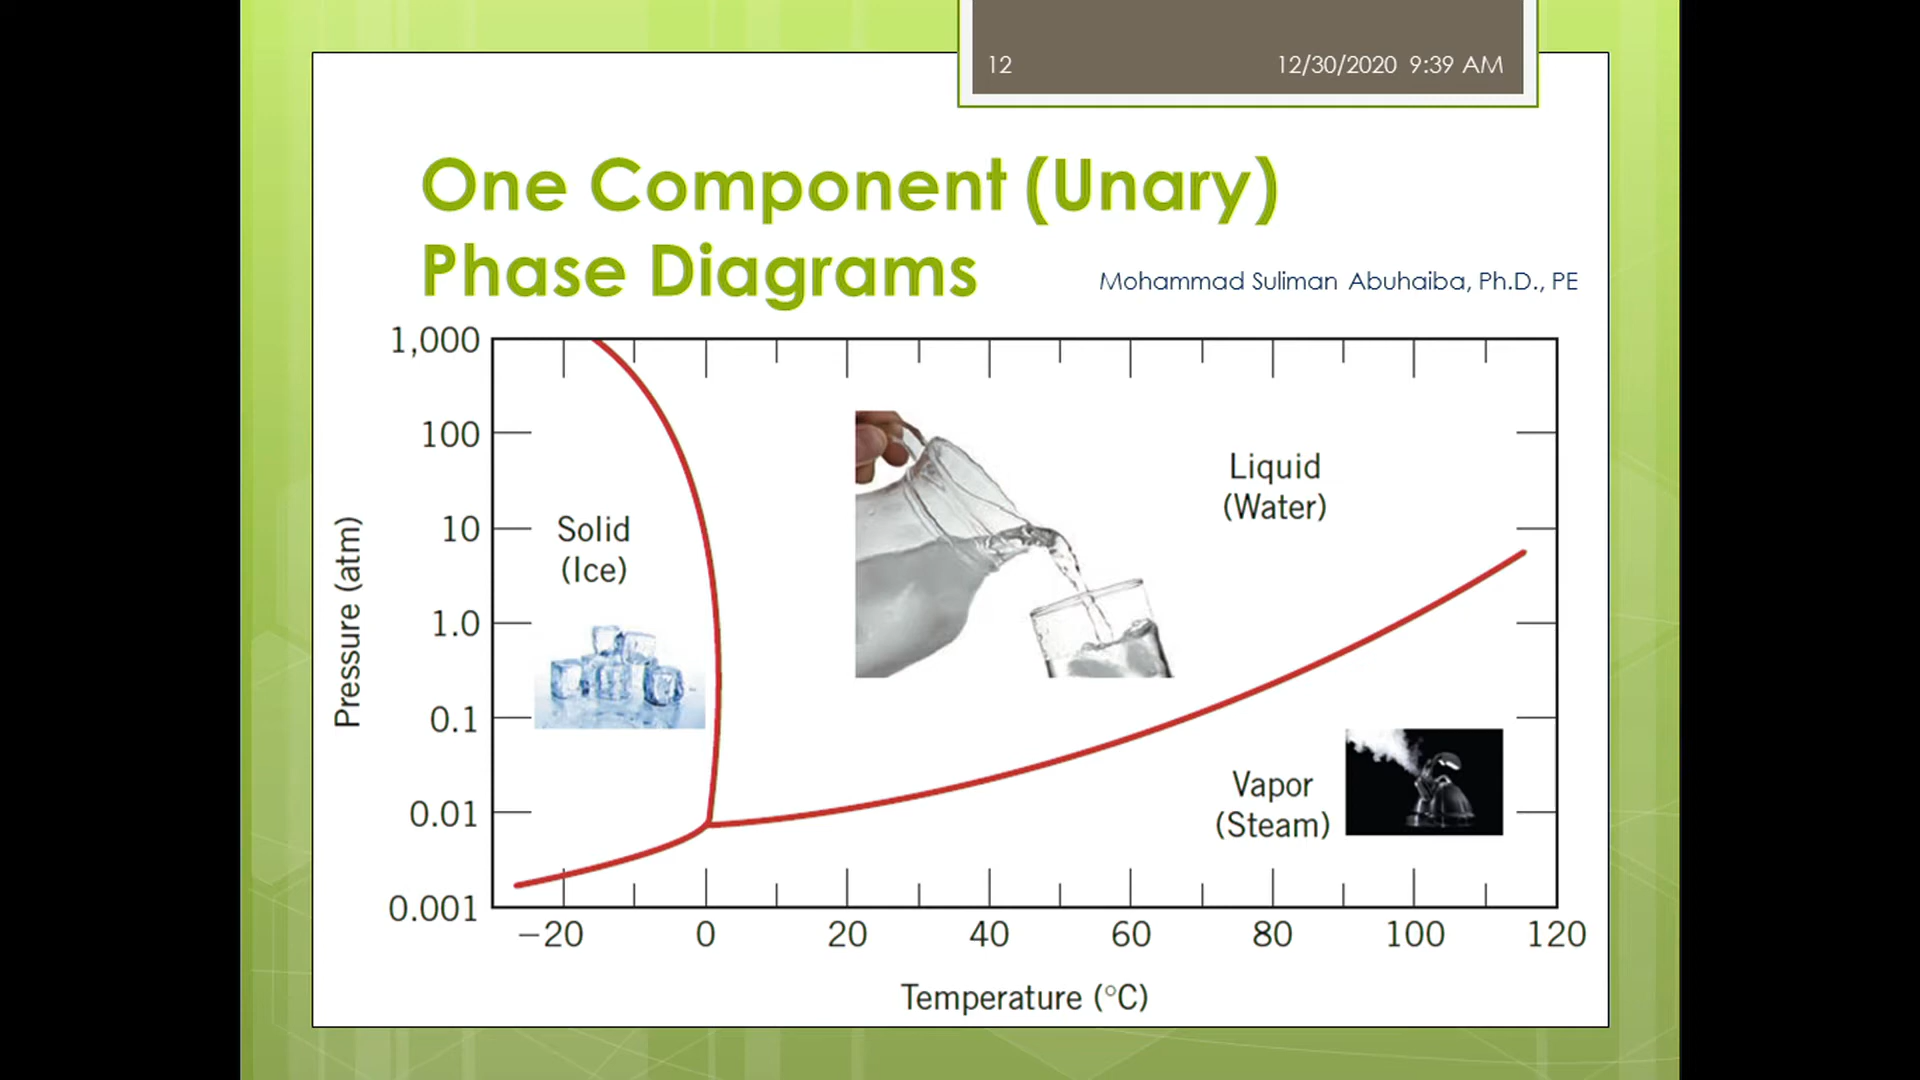 12
12/30/2020 9:39 AM
One Component (Unary)
Phase Diagrams
Mohammad Suliman Abuhaiba, Ph.D., PE
1,000
100
10
1.0
0.1
0.01
0.001
Pressure (atm)
Solid
(Ice)
Liquid
(Water)
Vapor
(Steam)
−20 0 20 40 60 80 100 120
Temperature (°C)